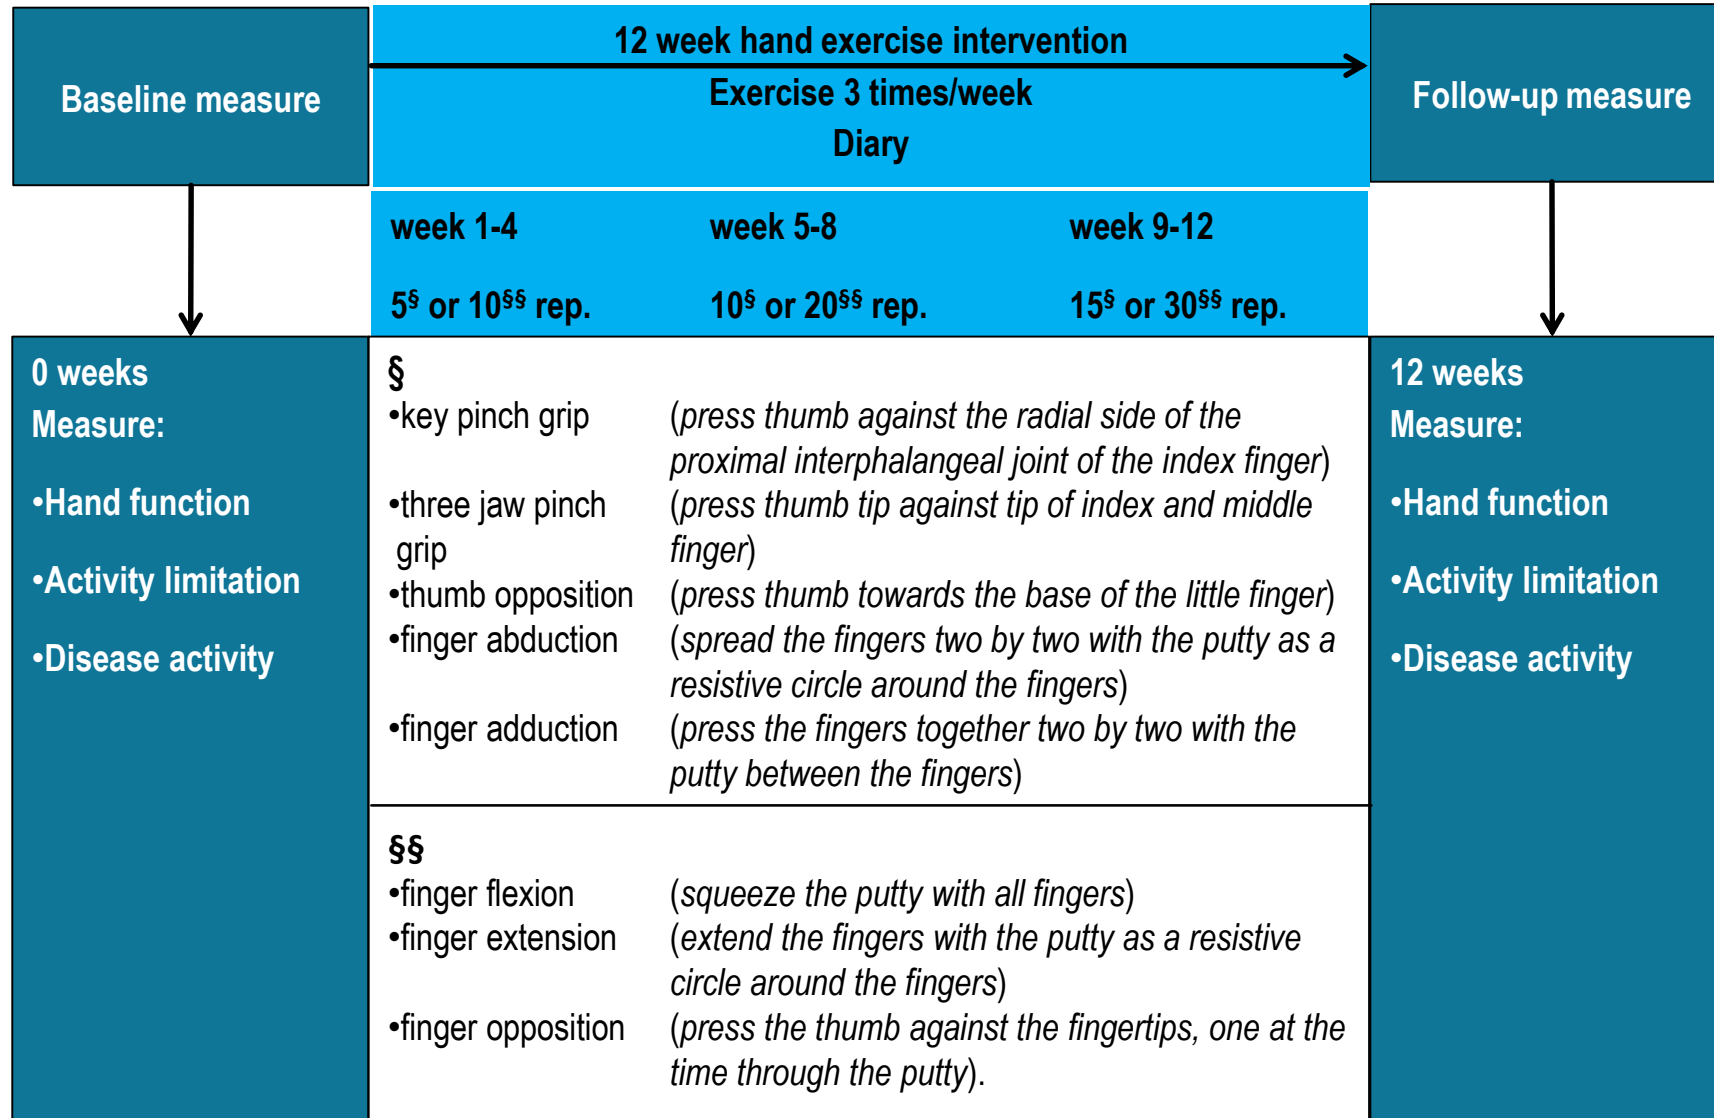 Baseline measure
12 week hand exercise intervention
Exercise 3 times/week
Diary
Follow-up measure
week 1-4 week 5-8 week 9-12
5§ or 10§§ rep. 10§ or 20§§ rep. 15§ or 30§§ rep.
0 weeks
Measure:
•Hand function
•Activity limitation
•Disease activity
§
•key pinch grip (press thumb against the radial side of the
proximal interphalangeal joint of the index finger)
•three jaw pinch (press thumb tip against tip of index and middle
grip finger)
•thumb opposition (press thumb towards the base of the little finger)
•finger abduction (spread the fingers two by two with the putty as a
resistive circle around the fingers)
•finger adduction (press the fingers together two by two with the
putty between the fingers)
§§
•finger flexion (squeeze the putty with all fingers)
•finger extension (extend the fingers with the putty as a resistive
circle around the fingers)
•finger opposition (press the thumb against the fingertips, one at the
time through the putty).
12 weeks
Measure:
•Hand function
•Activity limitation
•Disease activity